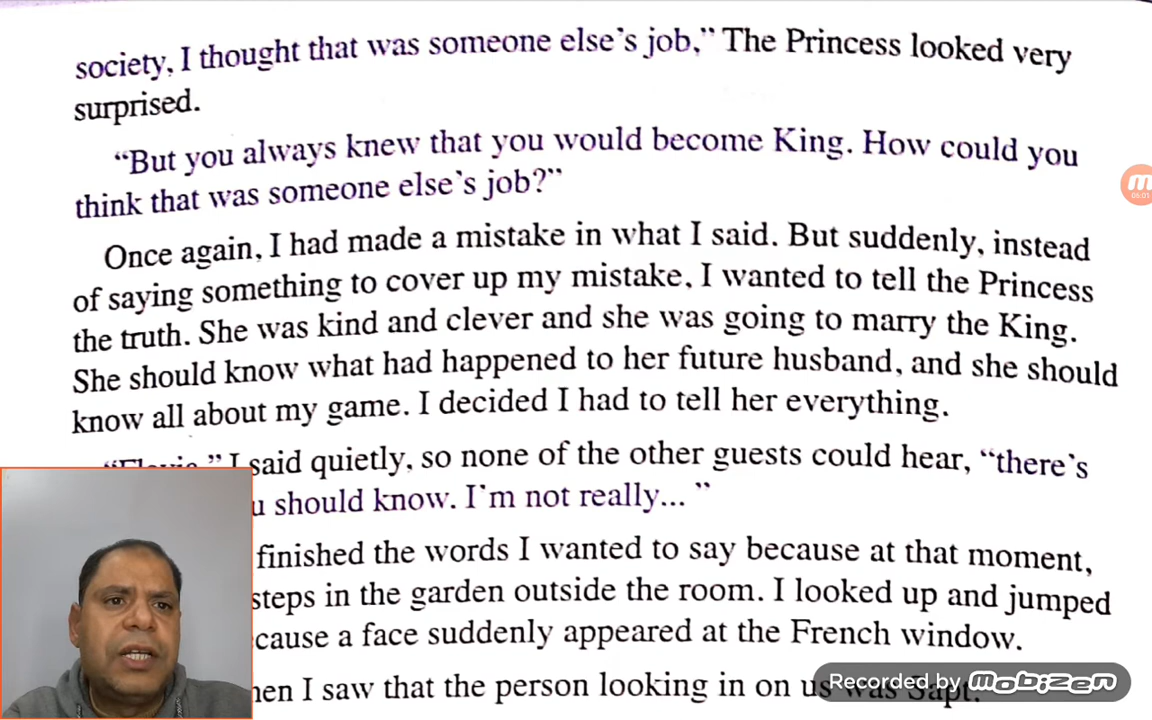 society, I thought that was someone else's job,” The Princess looked very
surprised.
“But you always knew that you would become King. How could you
think that was someone else's job?”
Once again, I had made a mistake in what I said. But suddenly, instead
of saying something to cover up my mistake, I wanted to tell the Princess
the truth. She was kind and clever and she was going to marry the King.
She should know what had happened to her future husband, and she should
know all about my game. I decided I had to tell her everything.
I said quietly, so none of the other guests could hear, “there's
should know. I'm not really... ”
finished the words I wanted to say because at that moment,
steps in the garden outside the room. I looked up and jumped
because a face suddenly appeared at the French window.
I saw that the person looking in on us was Sapt.
Recorded by mobizen
05:01